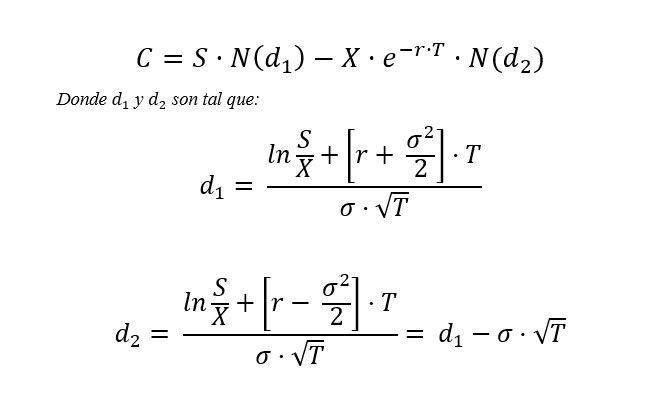 C = S · N(d₁) − X · e^(−r·T) · N(d₂)
Donde d₁ y d₂ son tal que:
d₁ = (ln S/X + [r + σ²/2] · T) / (σ · √T)
d₂ = (ln S/X + [r − σ²/2] · T) / (σ · √T) = d₁ − σ · √T